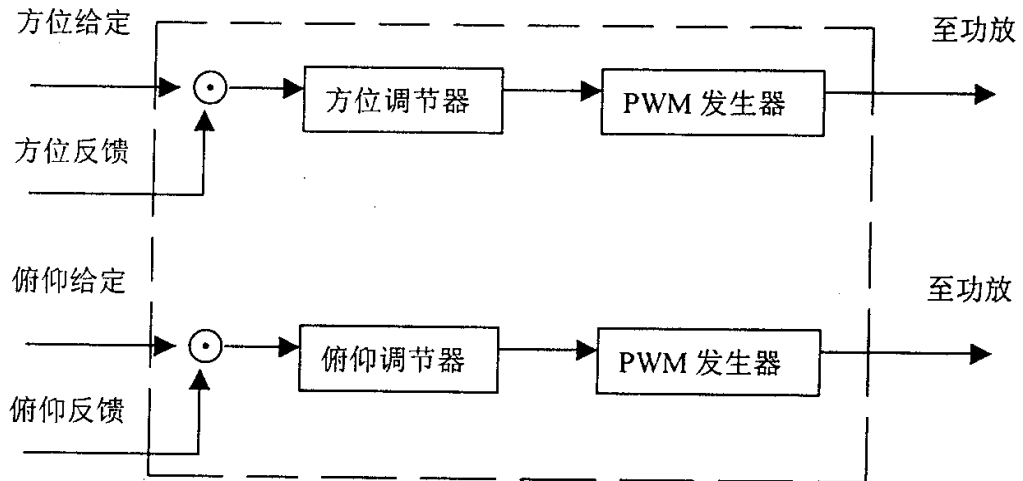 方位给定
至功放
方位调节器
PWM 发生器
方位反馈
俯仰给定
至功放
俯仰调节器
PWM 发生器
俯仰反馈